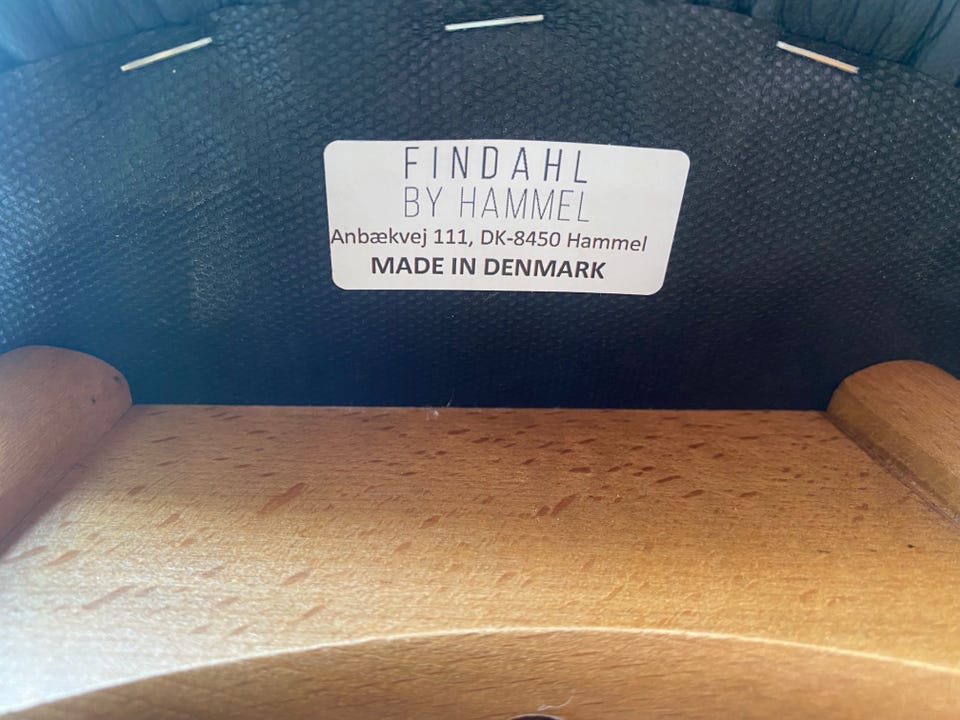 FINDAHL
BY HAMMEL
Anbækvej 111, DK-8450 Hammel
MADE IN DENMARK